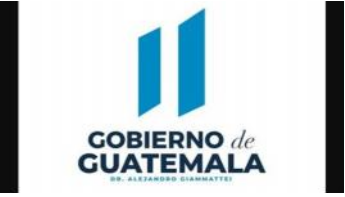 GOBIERNO de
GUATEMALA
DR. ALEJANDRO GIAMMATTEI